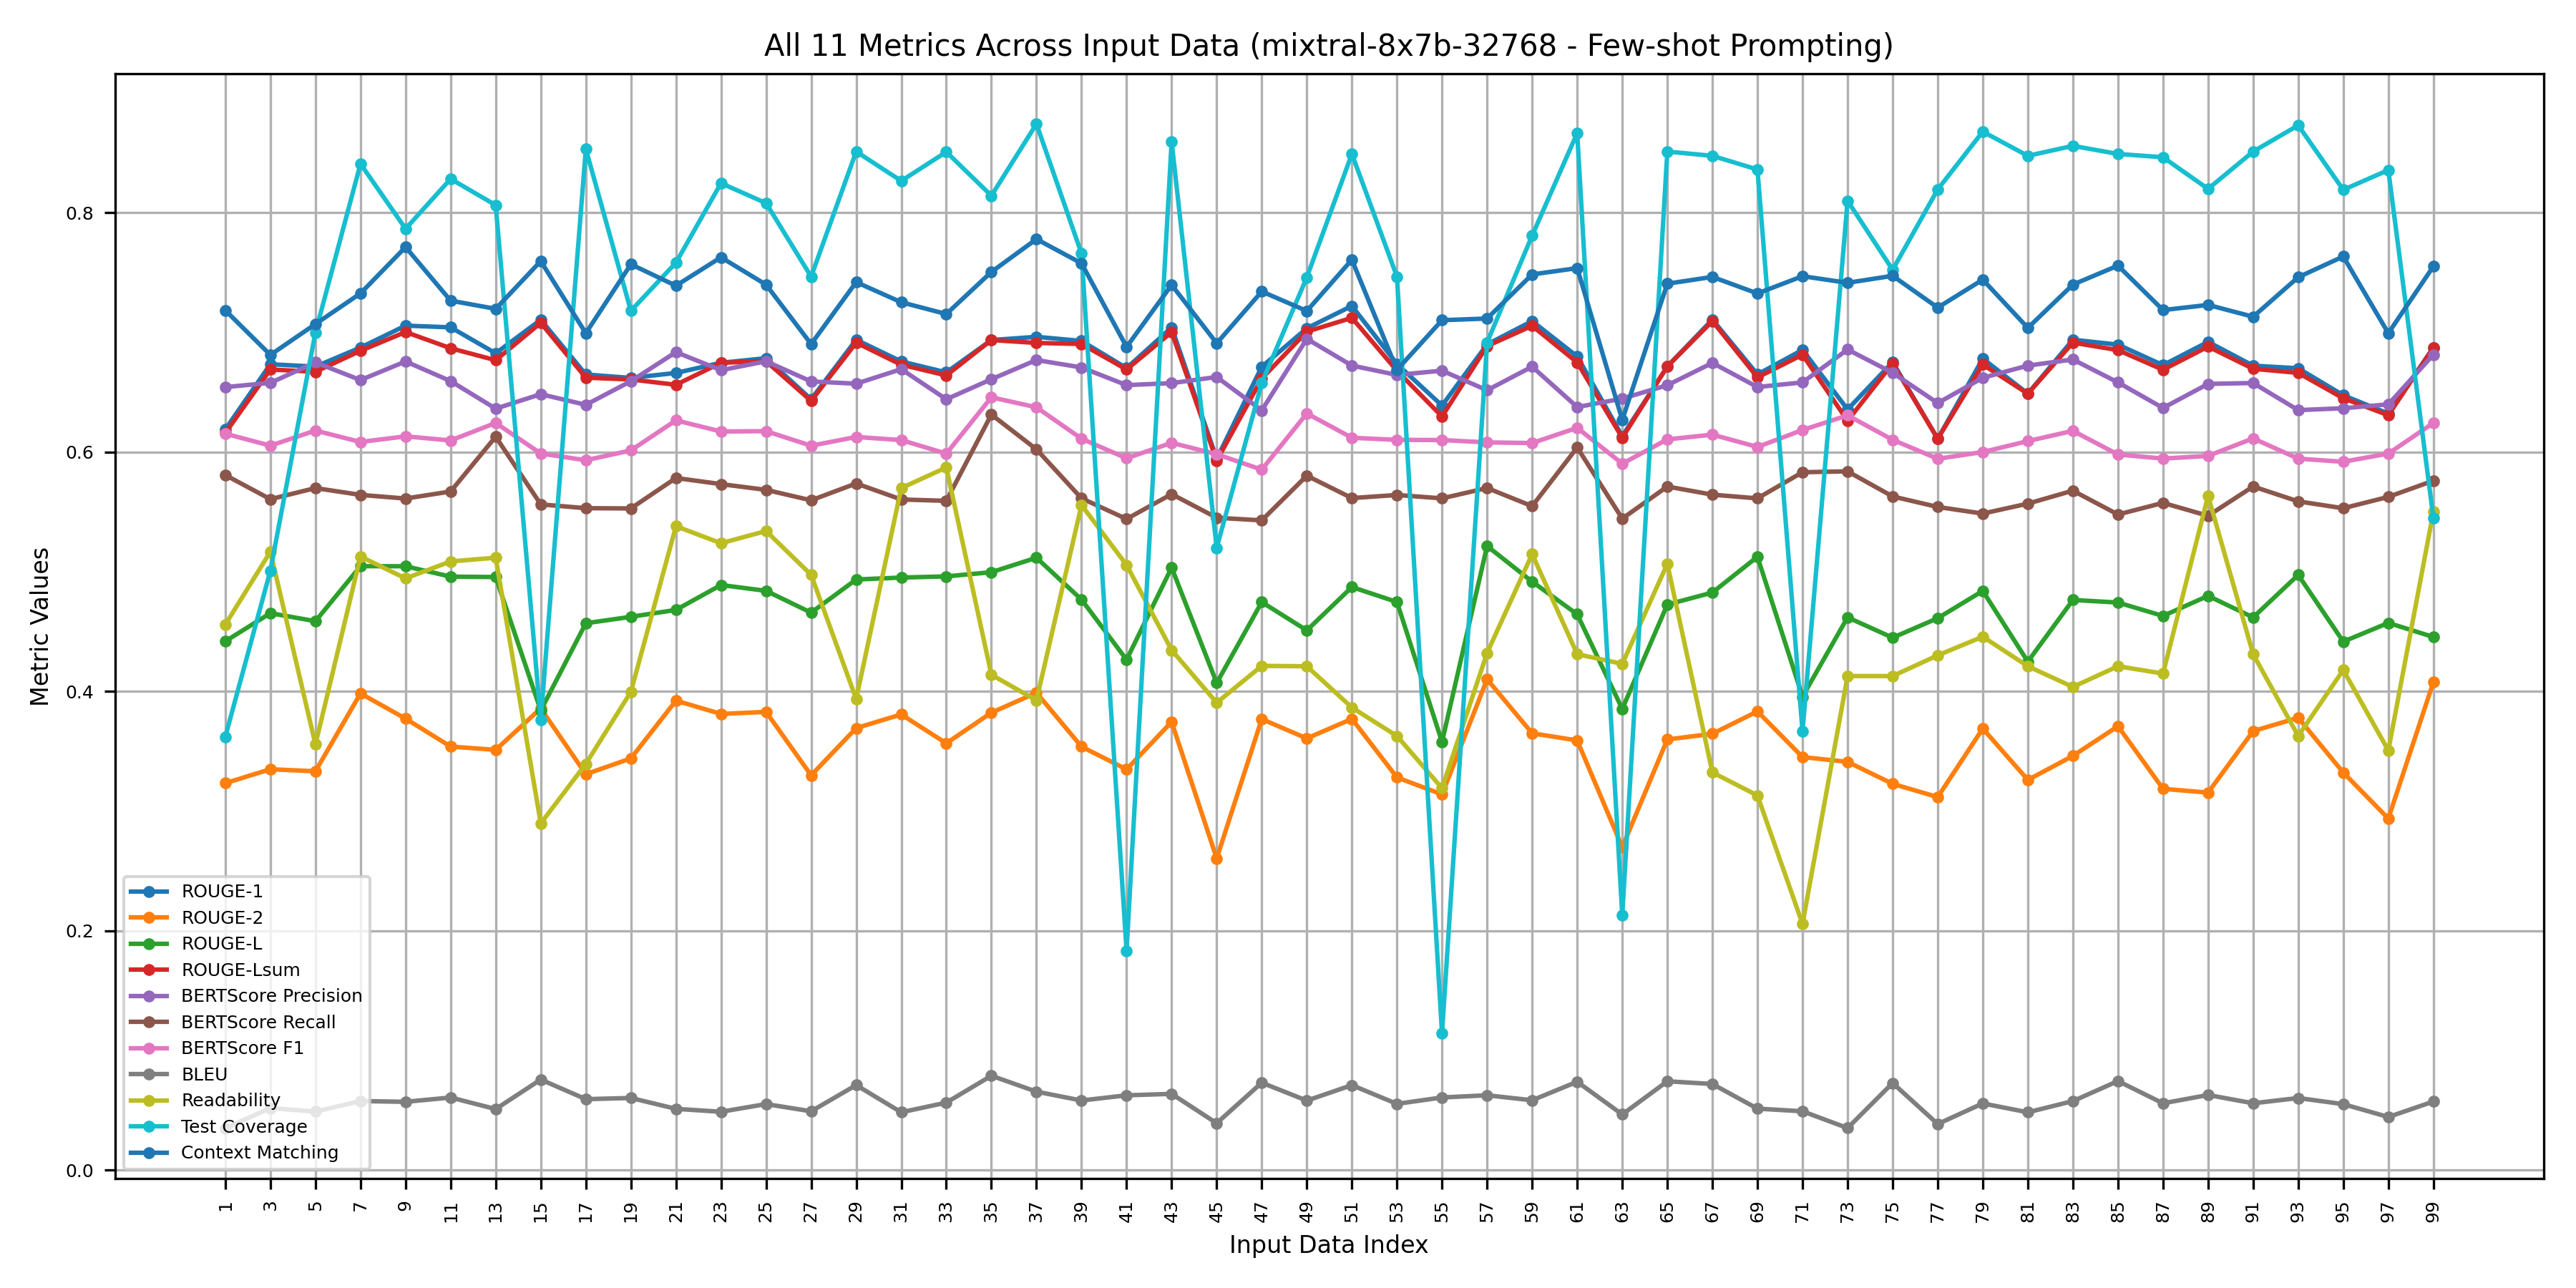 All 11 Metrics Across Input Data (mixtral-8x7b-32768 - Few-shot Prompting)
Metric Values
0.8
0.6
0.4
0.2
0.0
ROUGE-1
ROUGE-2
ROUGE-L
ROUGE-Lsum
BERTScore Precision
BERTScore Recall
BERTScore F1
BLEU
Readability
Test Coverage
Context Matching
1 3 5 7 9 11 13 15 17 19 21 23 25 27 29 31 33 35 37 39 41 43 45 47 49 51 53 55 57 59 61 63 65 67 69 71 73 75 77 79 81 83 85 87 89 91 93 95 97 99
Input Data Index